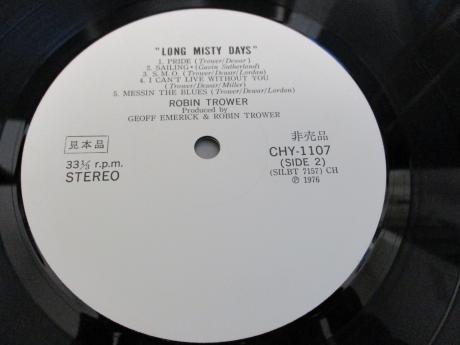 "LONG MISTY DAYS"
1. PRIDE (Trower/Dewar)
2. SAILING • (Gavin Sutherland)
3. S.M.O. (Trower/Dewar/Lordan)
4. I CAN'T LIVE WITHOUT YOU
(Trower/Dewar/Miller)
5. MESSIN THE BLUES (Trower/Dewar/Lordan)
ROBIN TROWER
Produced by
GEOFF EMERICK & ROBIN TROWER
見本品
33⅓ r.p.m.
STEREO
非売品
CHY-1107
(SIDE 2)
(SILBT 7157) CH
Ⓟ 1976